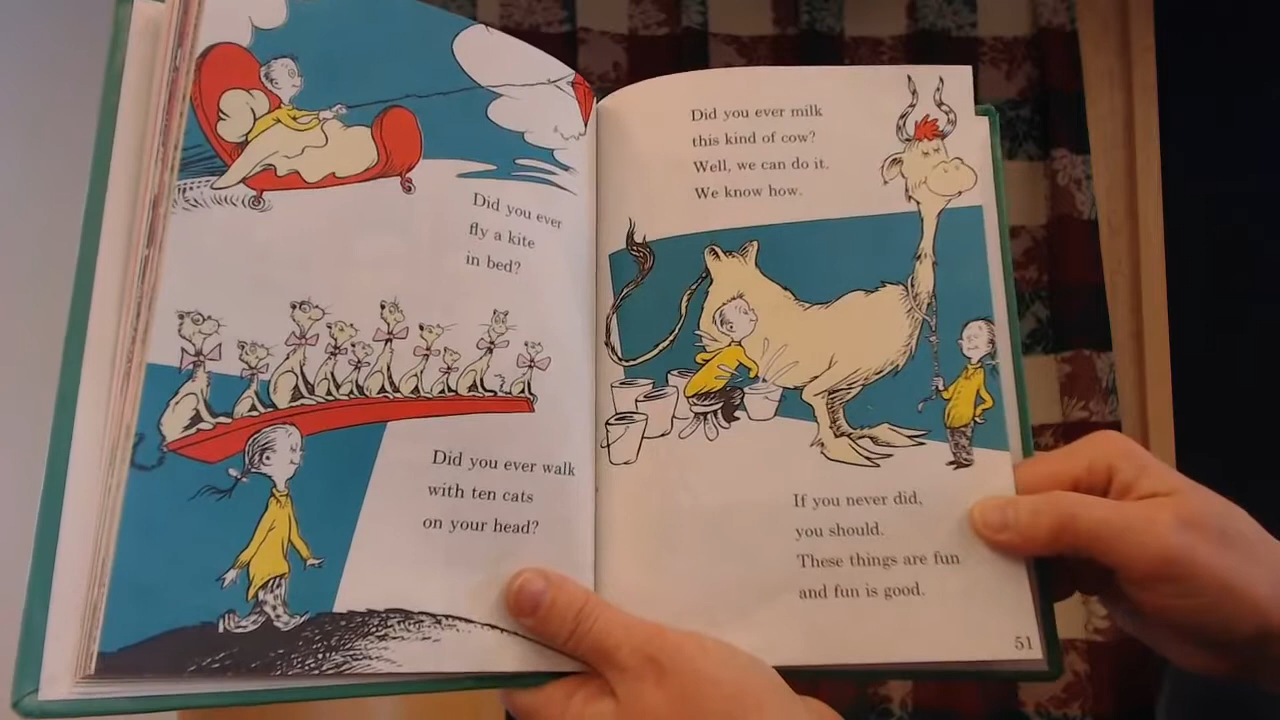 Did you ever
fly a kite
in bed?
Did you ever walk
with ten cats
on your head?
Did you ever milk
this kind of cow?
Well, we can do it.
We know how.
If you never did,
you should.
These things are fun
and fun is good.
51